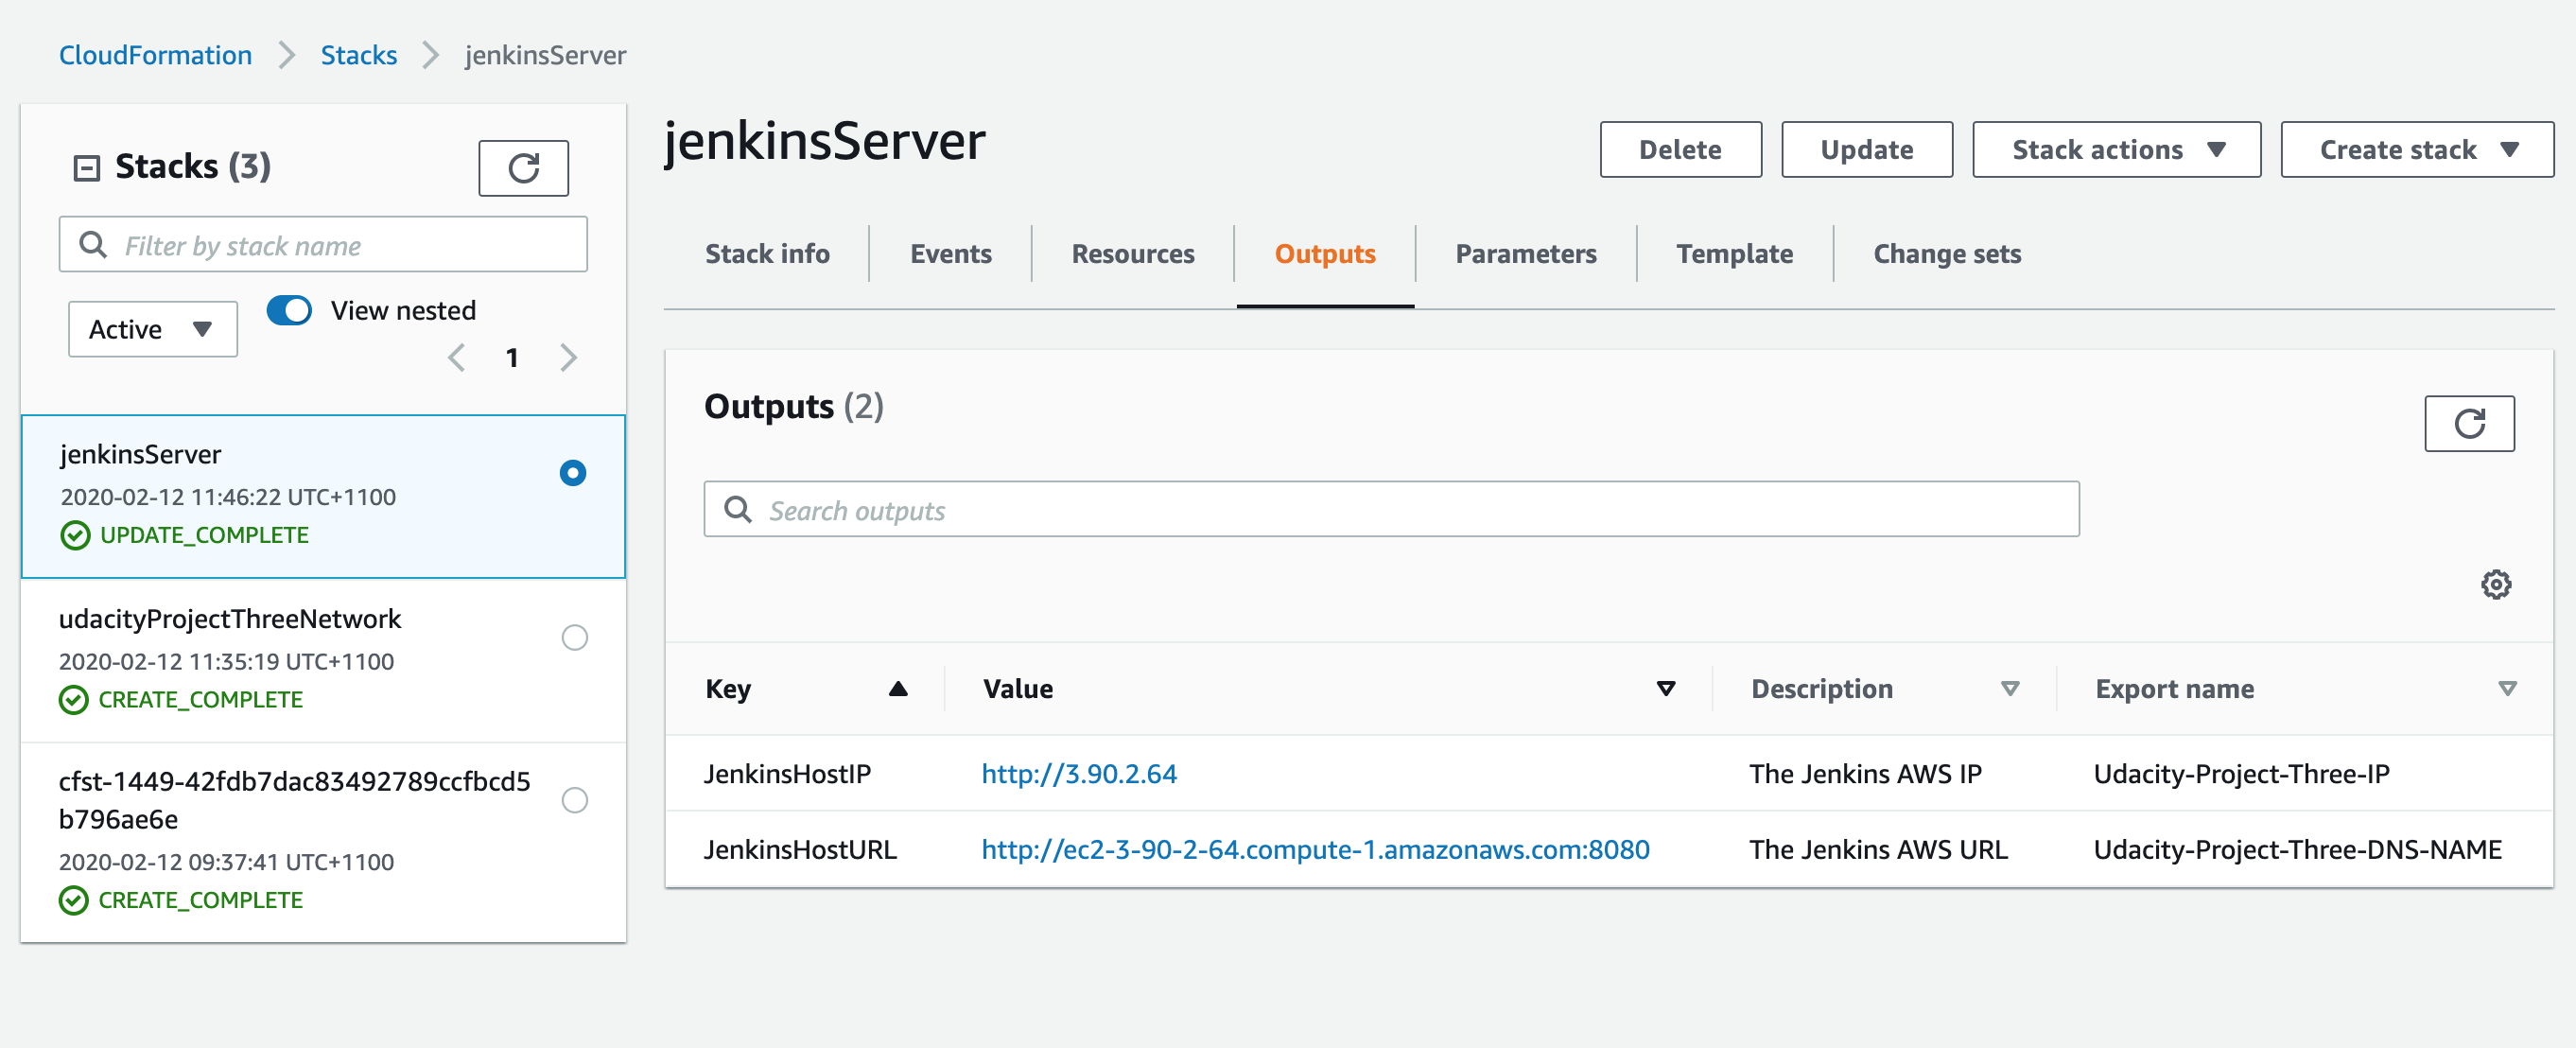 CloudFormation Stacks jenkinsServer
Stacks (3)
Filter by stack name
Active
View nested
1
jenkinsServer
2020-02-12 11:46:22 UTC+1100
UPDATE_COMPLETE
udacityProjectThreeNetwork
2020-02-12 11:35:19 UTC+1100
CREATE_COMPLETE
cfst-1449-42fdb7dac83492789ccfbcd5
b796ae6e
2020-02-12 09:37:41 UTC+1100
CREATE_COMPLETE
jenkinsServer
Delete Update Stack actions Create stack
Stack info Events Resources Outputs Parameters Template Change sets
Outputs (2)
Search outputs
Key Value Description Export name
JenkinsHostIP http://3.90.2.64 The Jenkins AWS IP Udacity-Project-Three-IP
JenkinsHostURL http://ec2-3-90-2-64.compute-1.amazonaws.com:8080 The Jenkins AWS URL Udacity-Project-Three-DNS-NAME